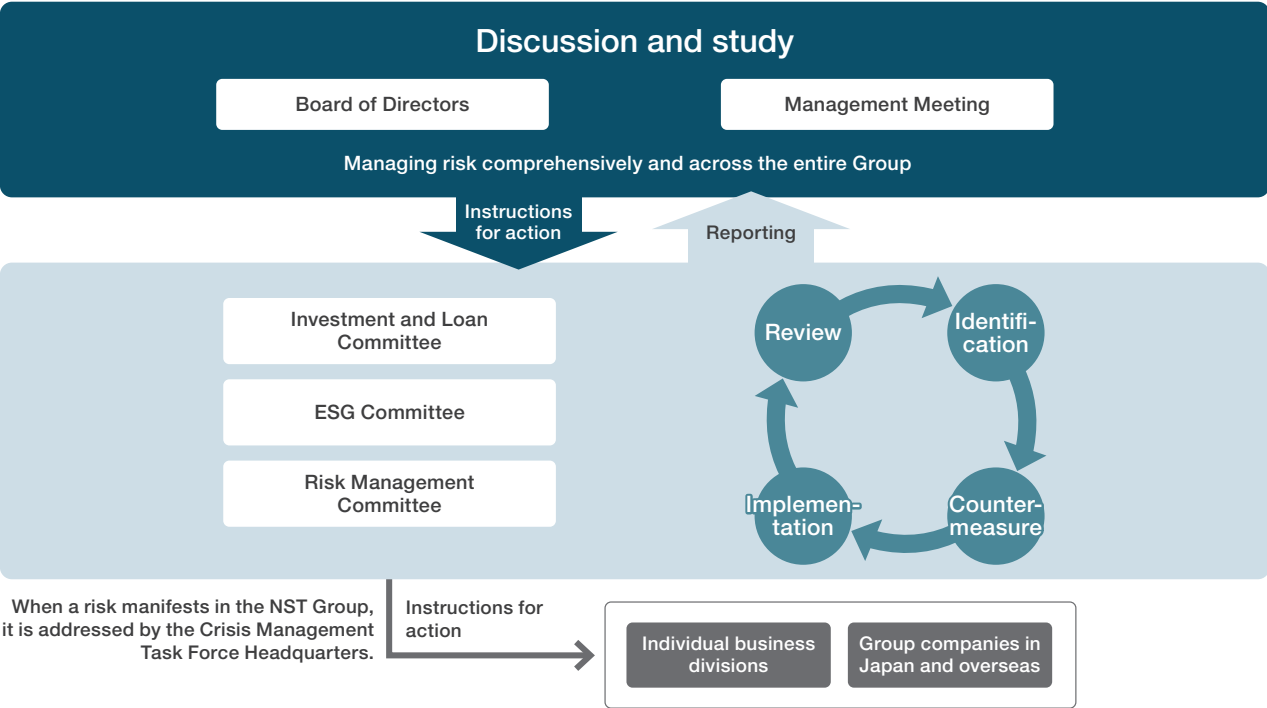 Discussion and study
Board of Directors
Management Meeting
Managing risk comprehensively and across the entire Group
Instructions
for action
Reporting
Investment and Loan
Committee
ESG Committee
Risk Management
Committee
Review
Identifi-
cation
Counter-
measure
Implemen-
tation
When a risk manifests in the NST Group,
it is addressed by the Crisis Management
Task Force Headquarters.
Instructions for
action
Individual business
divisions
Group companies in
Japan and overseas